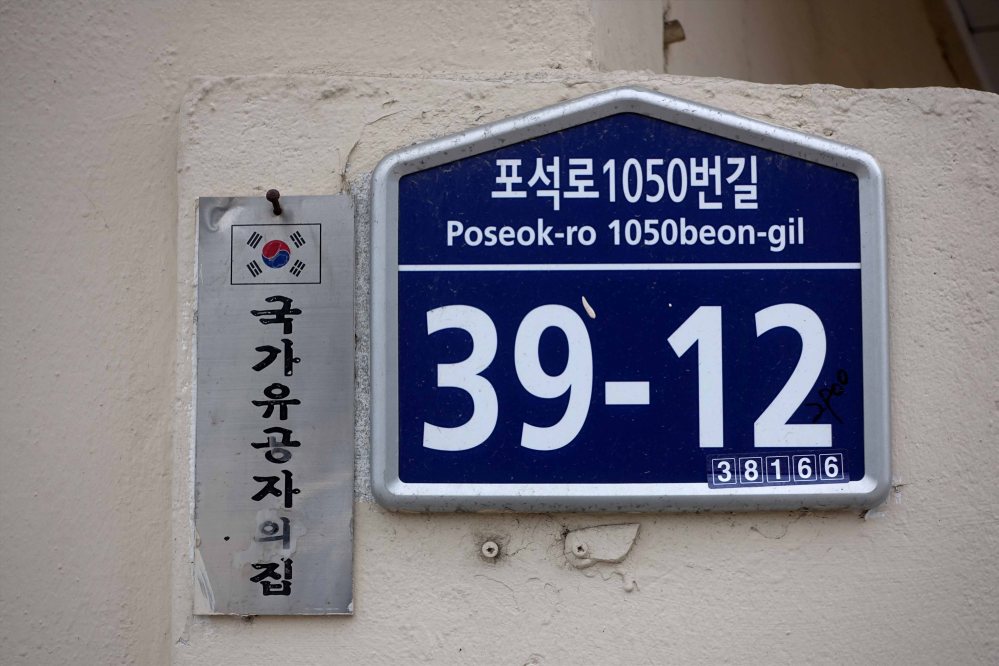 국가유공자의집
포석로1050번길
Poseok-ro 1050beon-gil
39-12
38166